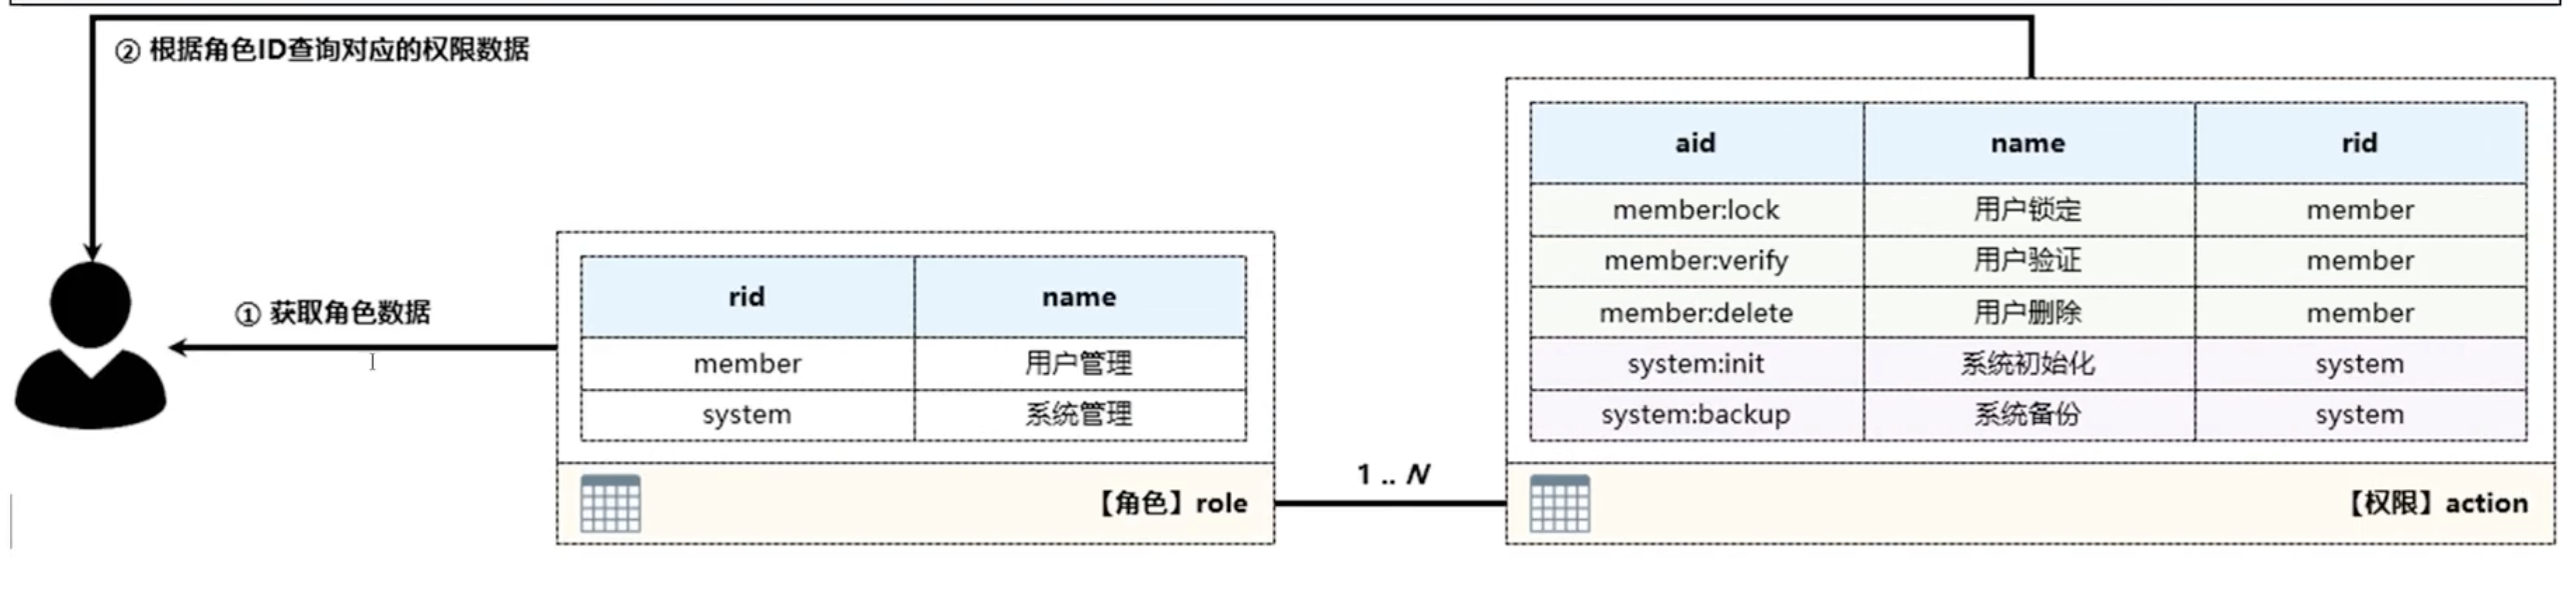 ② 根据角色ID查询对应的权限数据
① 获取角色数据
rid name
member 用户管理
system 系统管理
【角色】role
1 .. N
aid name rid
member:lock 用户锁定 member
member:verify 用户验证 member
member:delete 用户删除 member
system:init 系统初始化 system
system:backup 系统备份 system
【权限】action